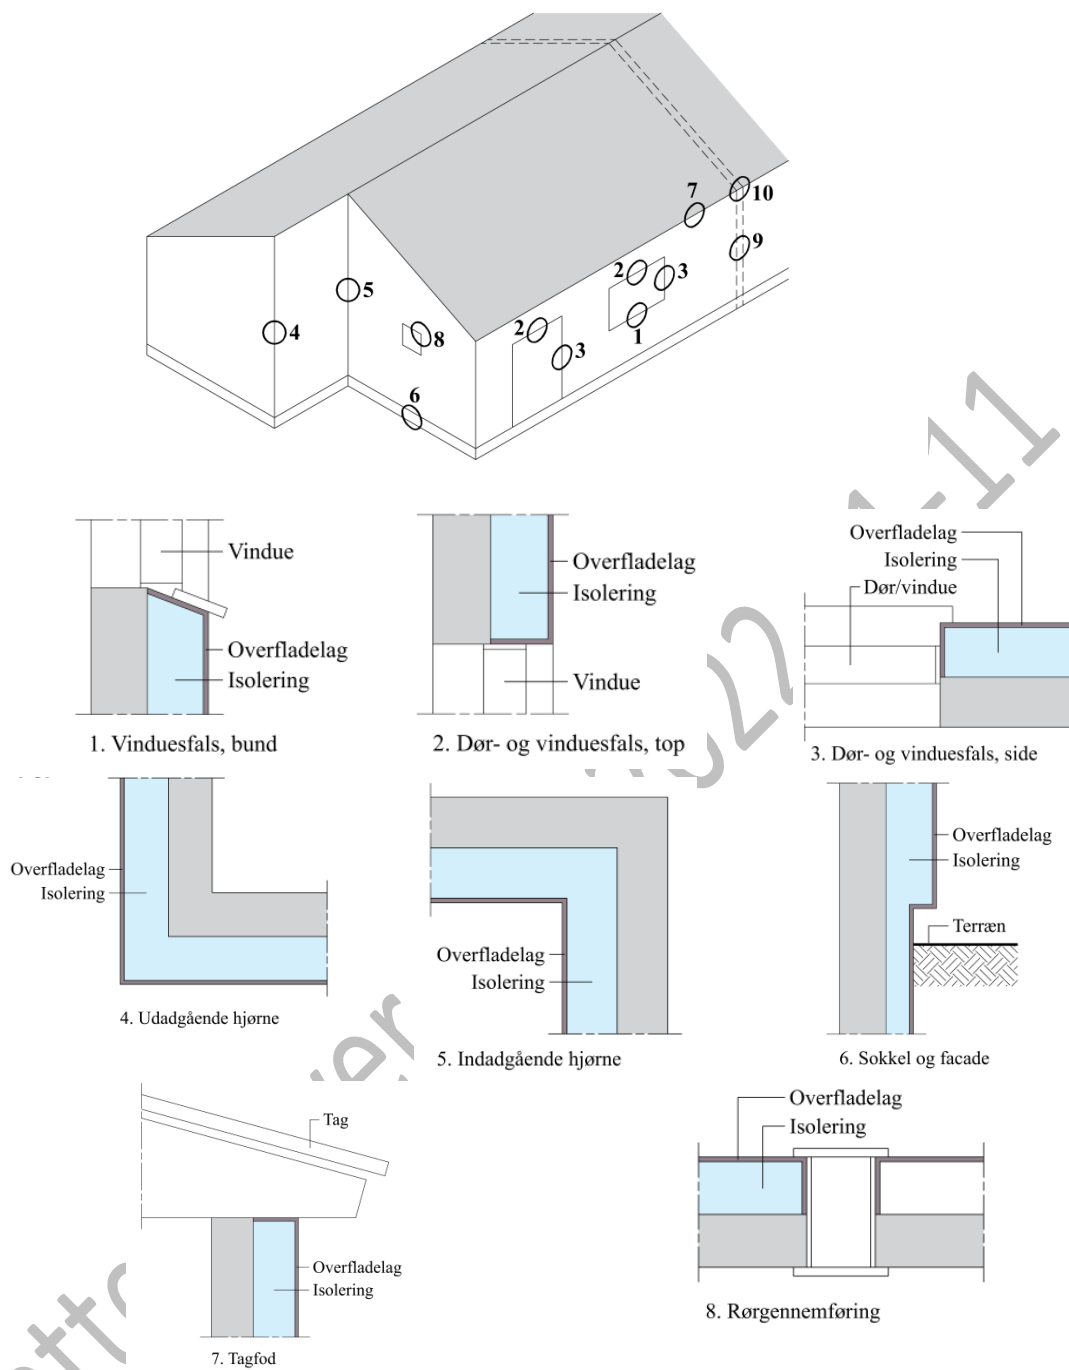 7
10
9
2
3
5
4
8
2
3
1
6
Vindue
Overfladelag
Isolering
1. Vinduesfals, bund
Overfladelag
Isolering
Vindue
2. Dør- og vinduesfals, top
Overfladelag
Isolering
Dør/vindue
3. Dør- og vinduesfals, side
Overfladelag
Isolering
4. Udadgående hjørne
Overfladelag
Isolering
5. Indadgående hjørne
Overfladelag
Isolering
Terræn
6. Sokkel og facade
Tag
Overfladelag
Isolering
7. Tagfod
Overfladelag
Isolering
8. Rørgennemføring